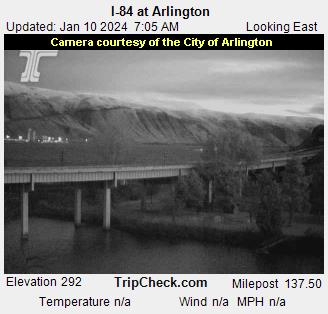 I-84 at Arlington
Updated: Jan 10 2024 7:05 AM Looking East
Camera courtesy of the City of Arlington
Elevation 292 TripCheck.com Milepost 137.50
Temperature n/a Wind n/a MPH n/a